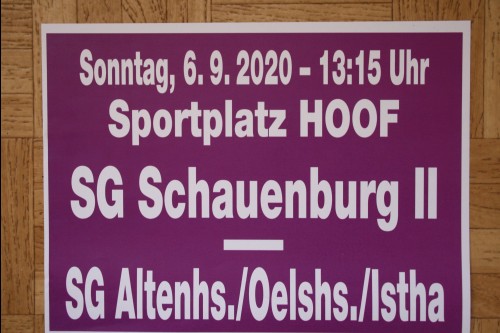 Sonntag, 6. 9. 2020 – 13:15 Uhr
Sportplatz HOOF
SG Schauenburg II
—
SG Altenhs./Oelshs./Istha